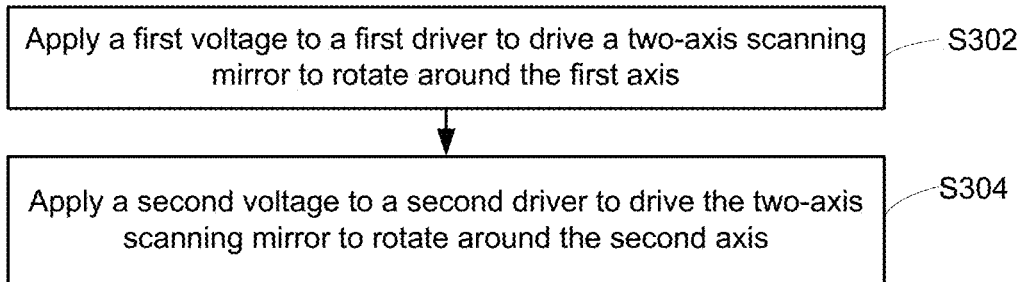 Apply a first voltage to a first driver to drive a two-axis scanning
mirror to rotate around the first axis
S302
Apply a second voltage to a second driver to drive the two-axis
scanning mirror to rotate around the second axis
S304